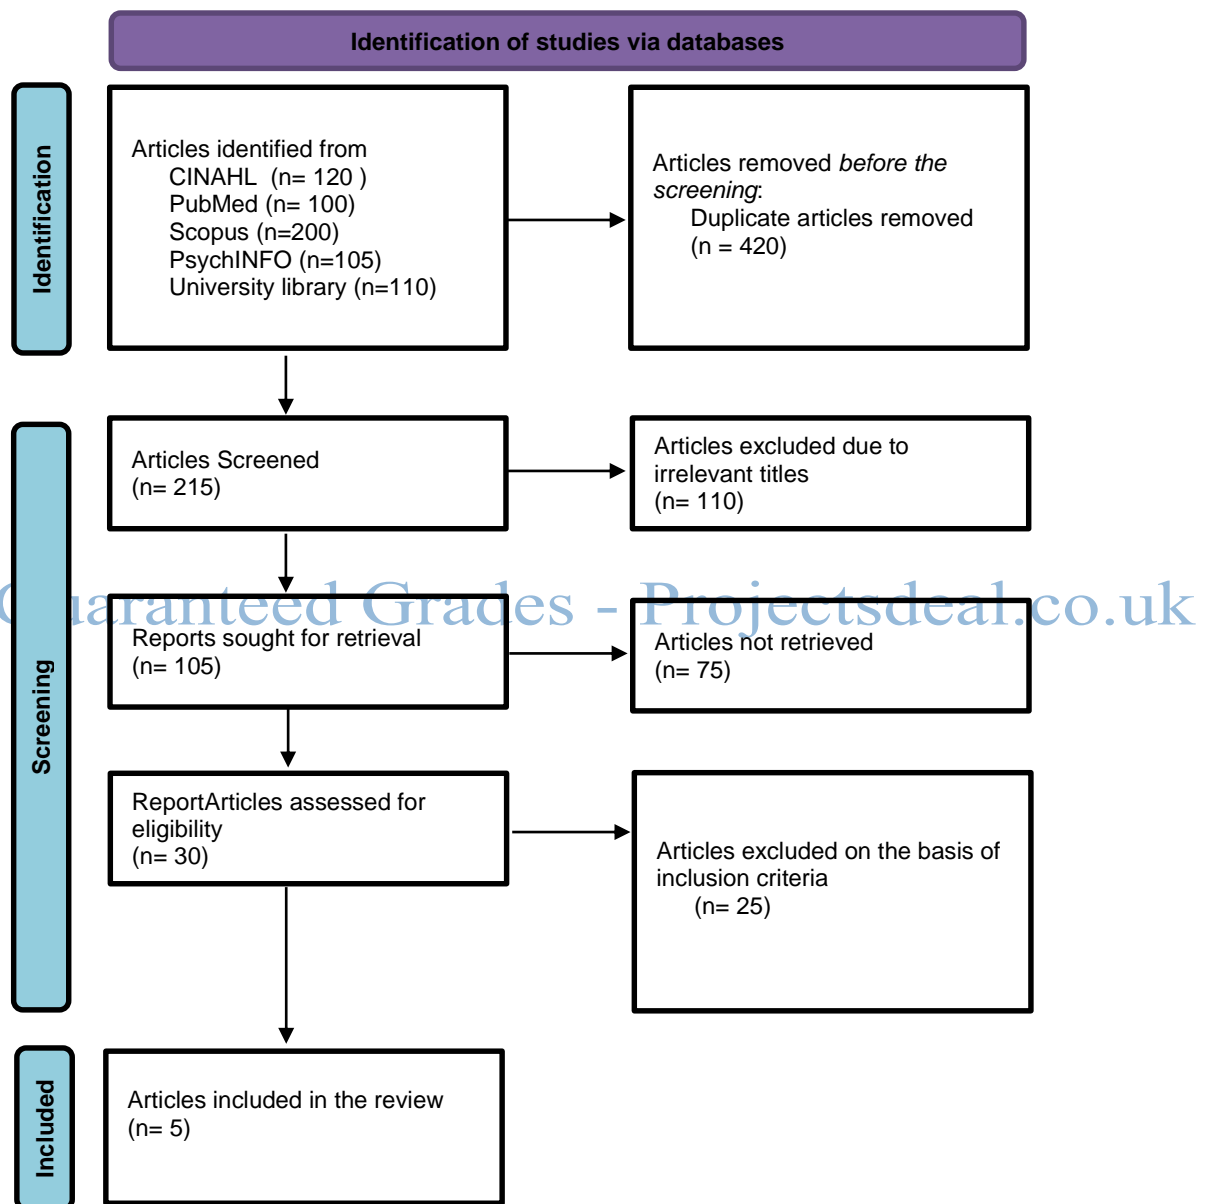 Identification of studies via databases
Identification
Articles identified from
CINAHL (n= 120 )
PubMed (n= 100)
Scopus (n=200)
PsychINFO (n=105)
University library (n=110)
Articles removed before the
screening:
Duplicate articles removed
(n = 420)
Screening
Articles Screened
(n= 215)
Articles excluded due to
irrelevant titles
(n= 110)
Guaranteed Grades - Projectsdeal.co.uk
Reports sought for retrieval
(n= 105)
Articles not retrieved
(n= 75)
ReportArticles assessed for
eligibility
(n= 30)
Articles excluded on the basis of
inclusion criteria
(n= 25)
Included
Articles included in the review
(n= 5)